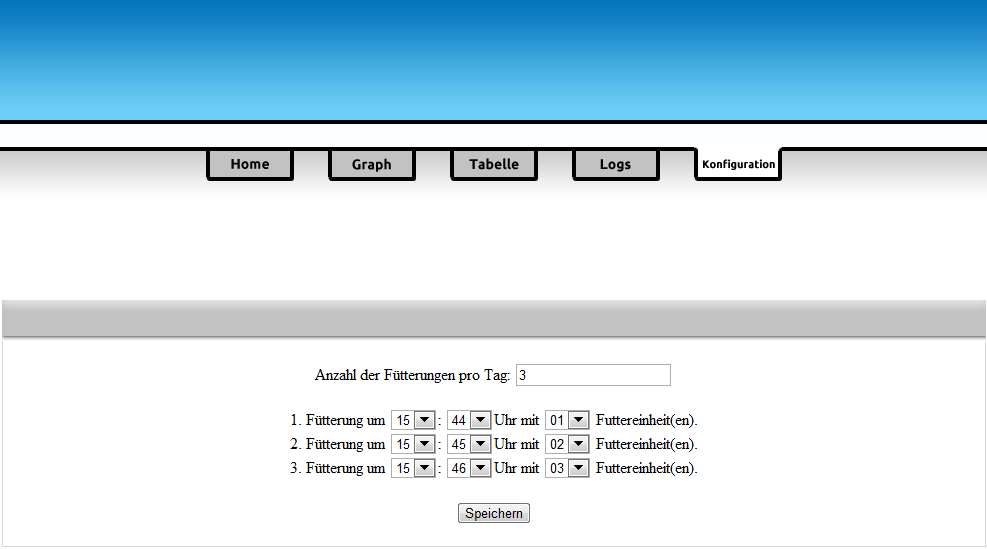 Home Graph Tabelle Logs Konfiguration
Anzahl der Fütterungen pro Tag: 3
1. Fütterung um 15 : 44 Uhr mit 01 Futtereinheit(en).
2. Fütterung um 15 : 45 Uhr mit 02 Futtereinheit(en).
3. Fütterung um 15 : 46 Uhr mit 03 Futtereinheit(en).
Speichern